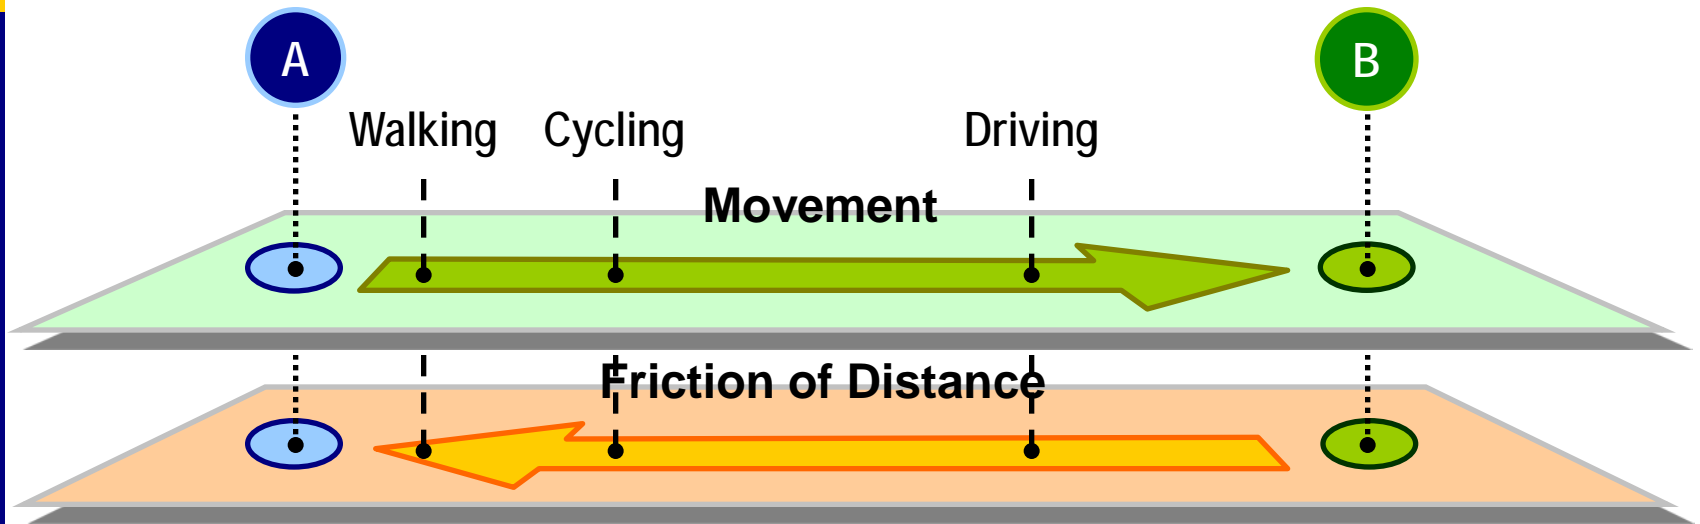 A
B
Walking Cycling Driving
Movement
Friction of Distance